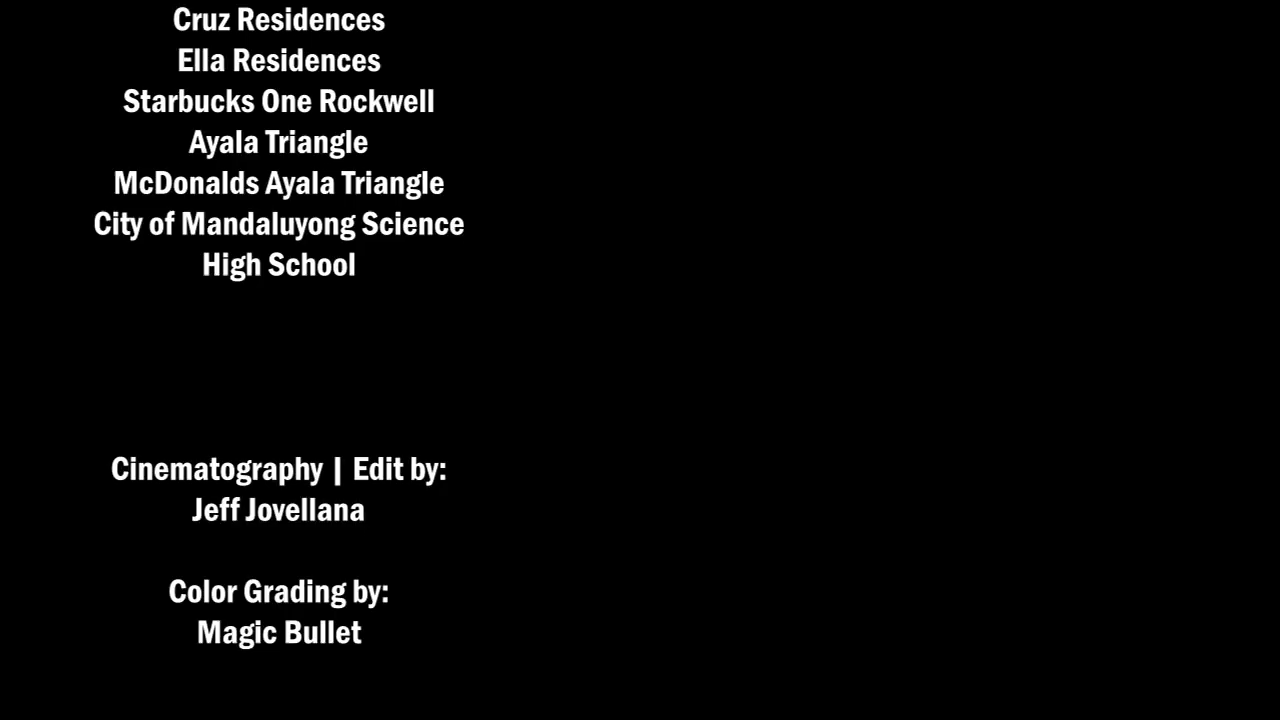 Cruz Residences
Ella Residences
Starbucks One Rockwell
Ayala Triangle
McDonalds Ayala Triangle
City of Mandaluyong Science
High School
Cinematography | Edit by:
Jeff Jovellana
Color Grading by:
Magic Bullet